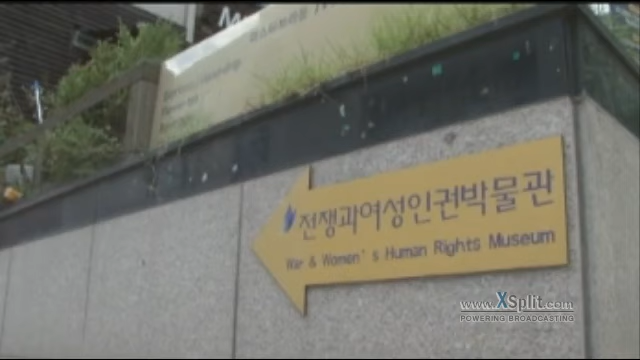 전쟁과여성인권박물관
War & Women's Human Rights Museum
www.XSplit.com
POWERING BROADCASTING